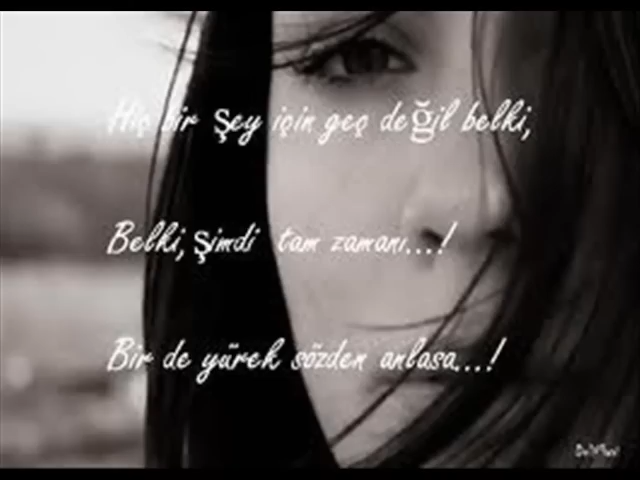 Hiç bir şey için geç değil belki,
Belki, şimdi tam zamanı...!
Bir de yürek sözden anlasa...!